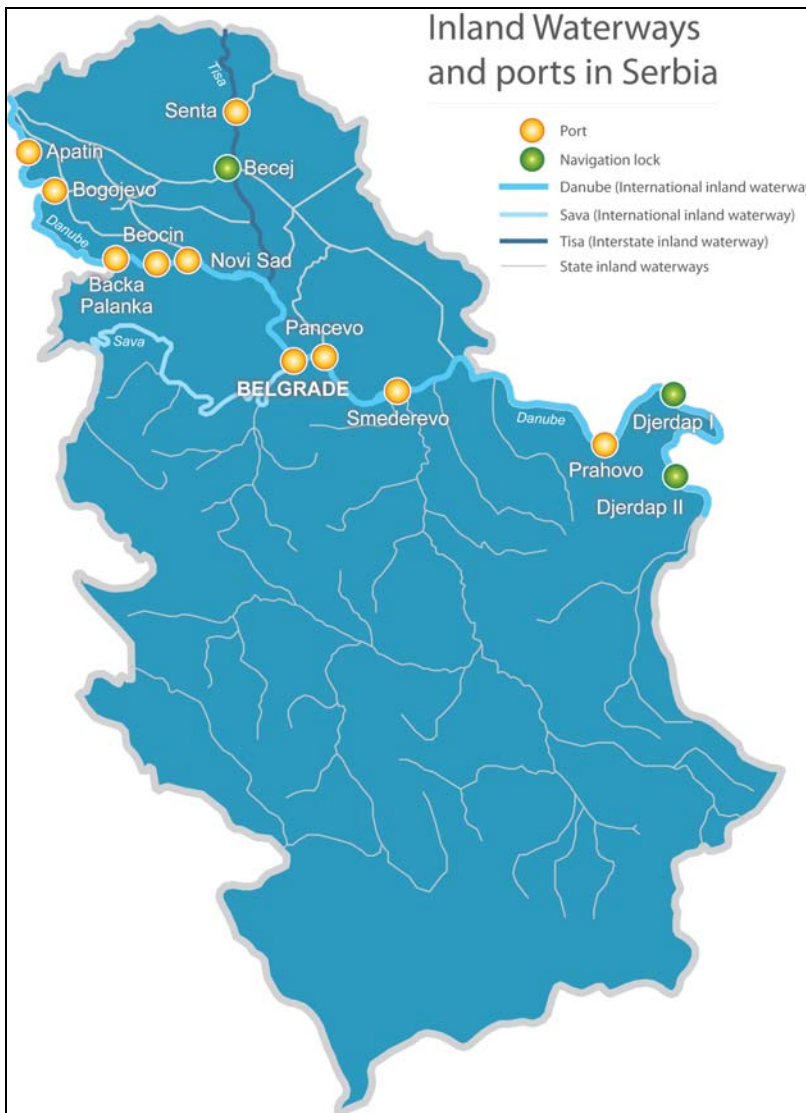 Inland Waterways
and ports in Serbia
Port
Navigation lock
Danube (International inland waterway
Sava (International inland waterway)
Tisa (Interstate inland waterway)
State inland waterways
Tisa
Senta
Becej
Apatin
Bogojevo
Danube
Beocin
Novi Sad
Backa
Palanka
Sava
Pancevo
BELGRADE
Smederevo
Danube
Djerdap I
Prahovo
Djerdap II